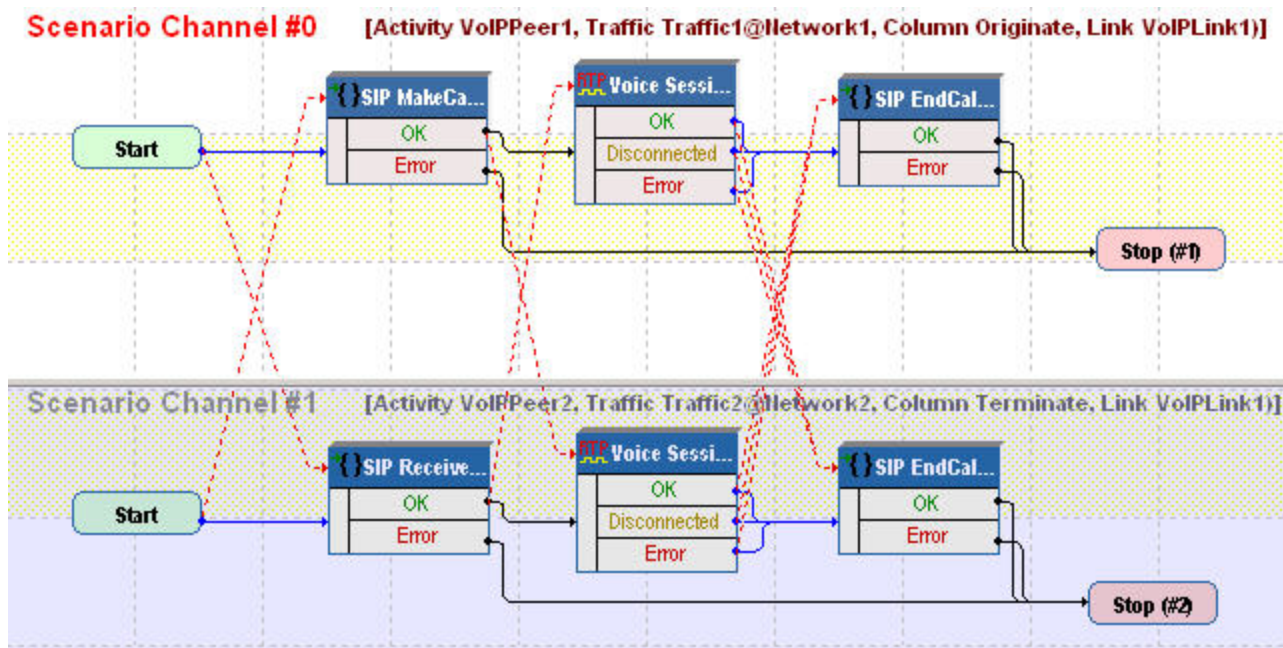 Scenario Channel #0 [Activity VoIPPeer1, Traffic Traffic1@Network1, Column Originate, Link VoIPLink1)]
SIP MakeCa...
OK
Error
RTP Voice Sessi...
OK
Disconnected
Error
SIP EndCal...
OK
Error
Start
Stop (#1)
Scenario Channel #1 [Activity VoIPPeer2, Traffic Traffic2@Network2, Column Terminate, Link VoIPLink1)]
SIP Receive...
OK
Error
RTP Voice Sessi...
OK
Disconnected
Error
SIP EndCal...
OK
Error
Start
Stop (#2)